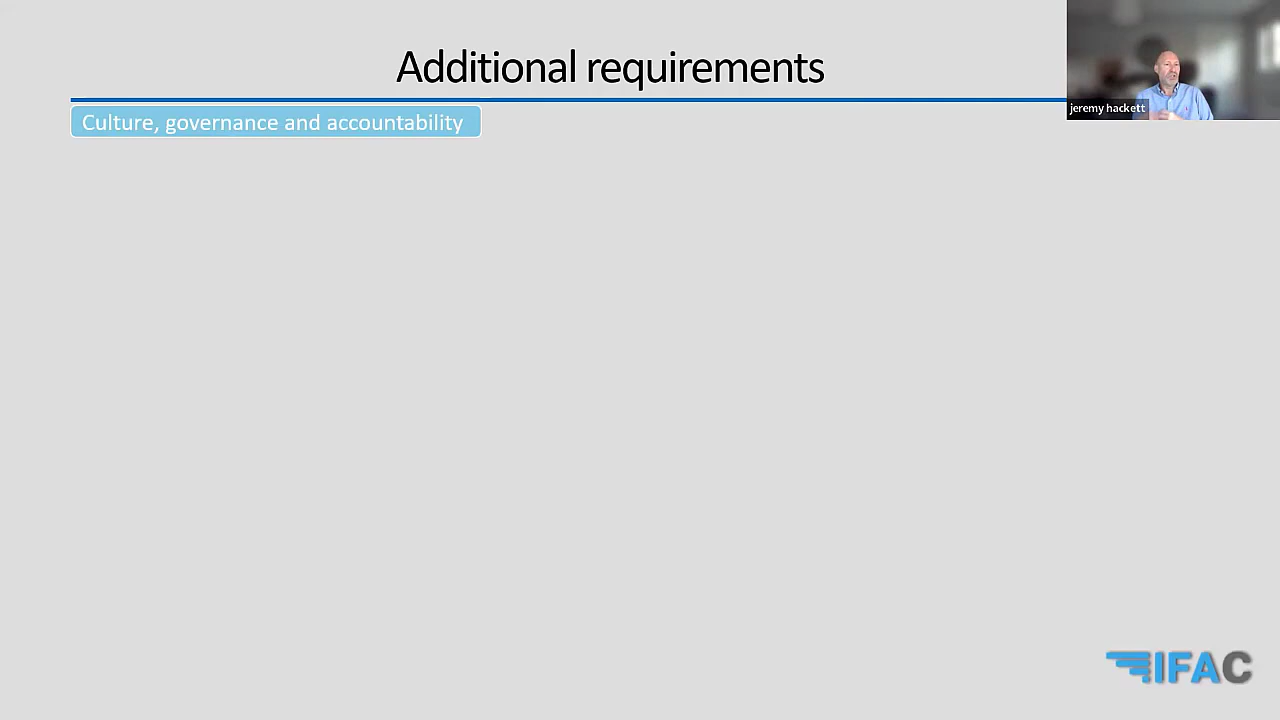 Additional requirements
jeremy hackett
Culture, governance and accountability
IFAC